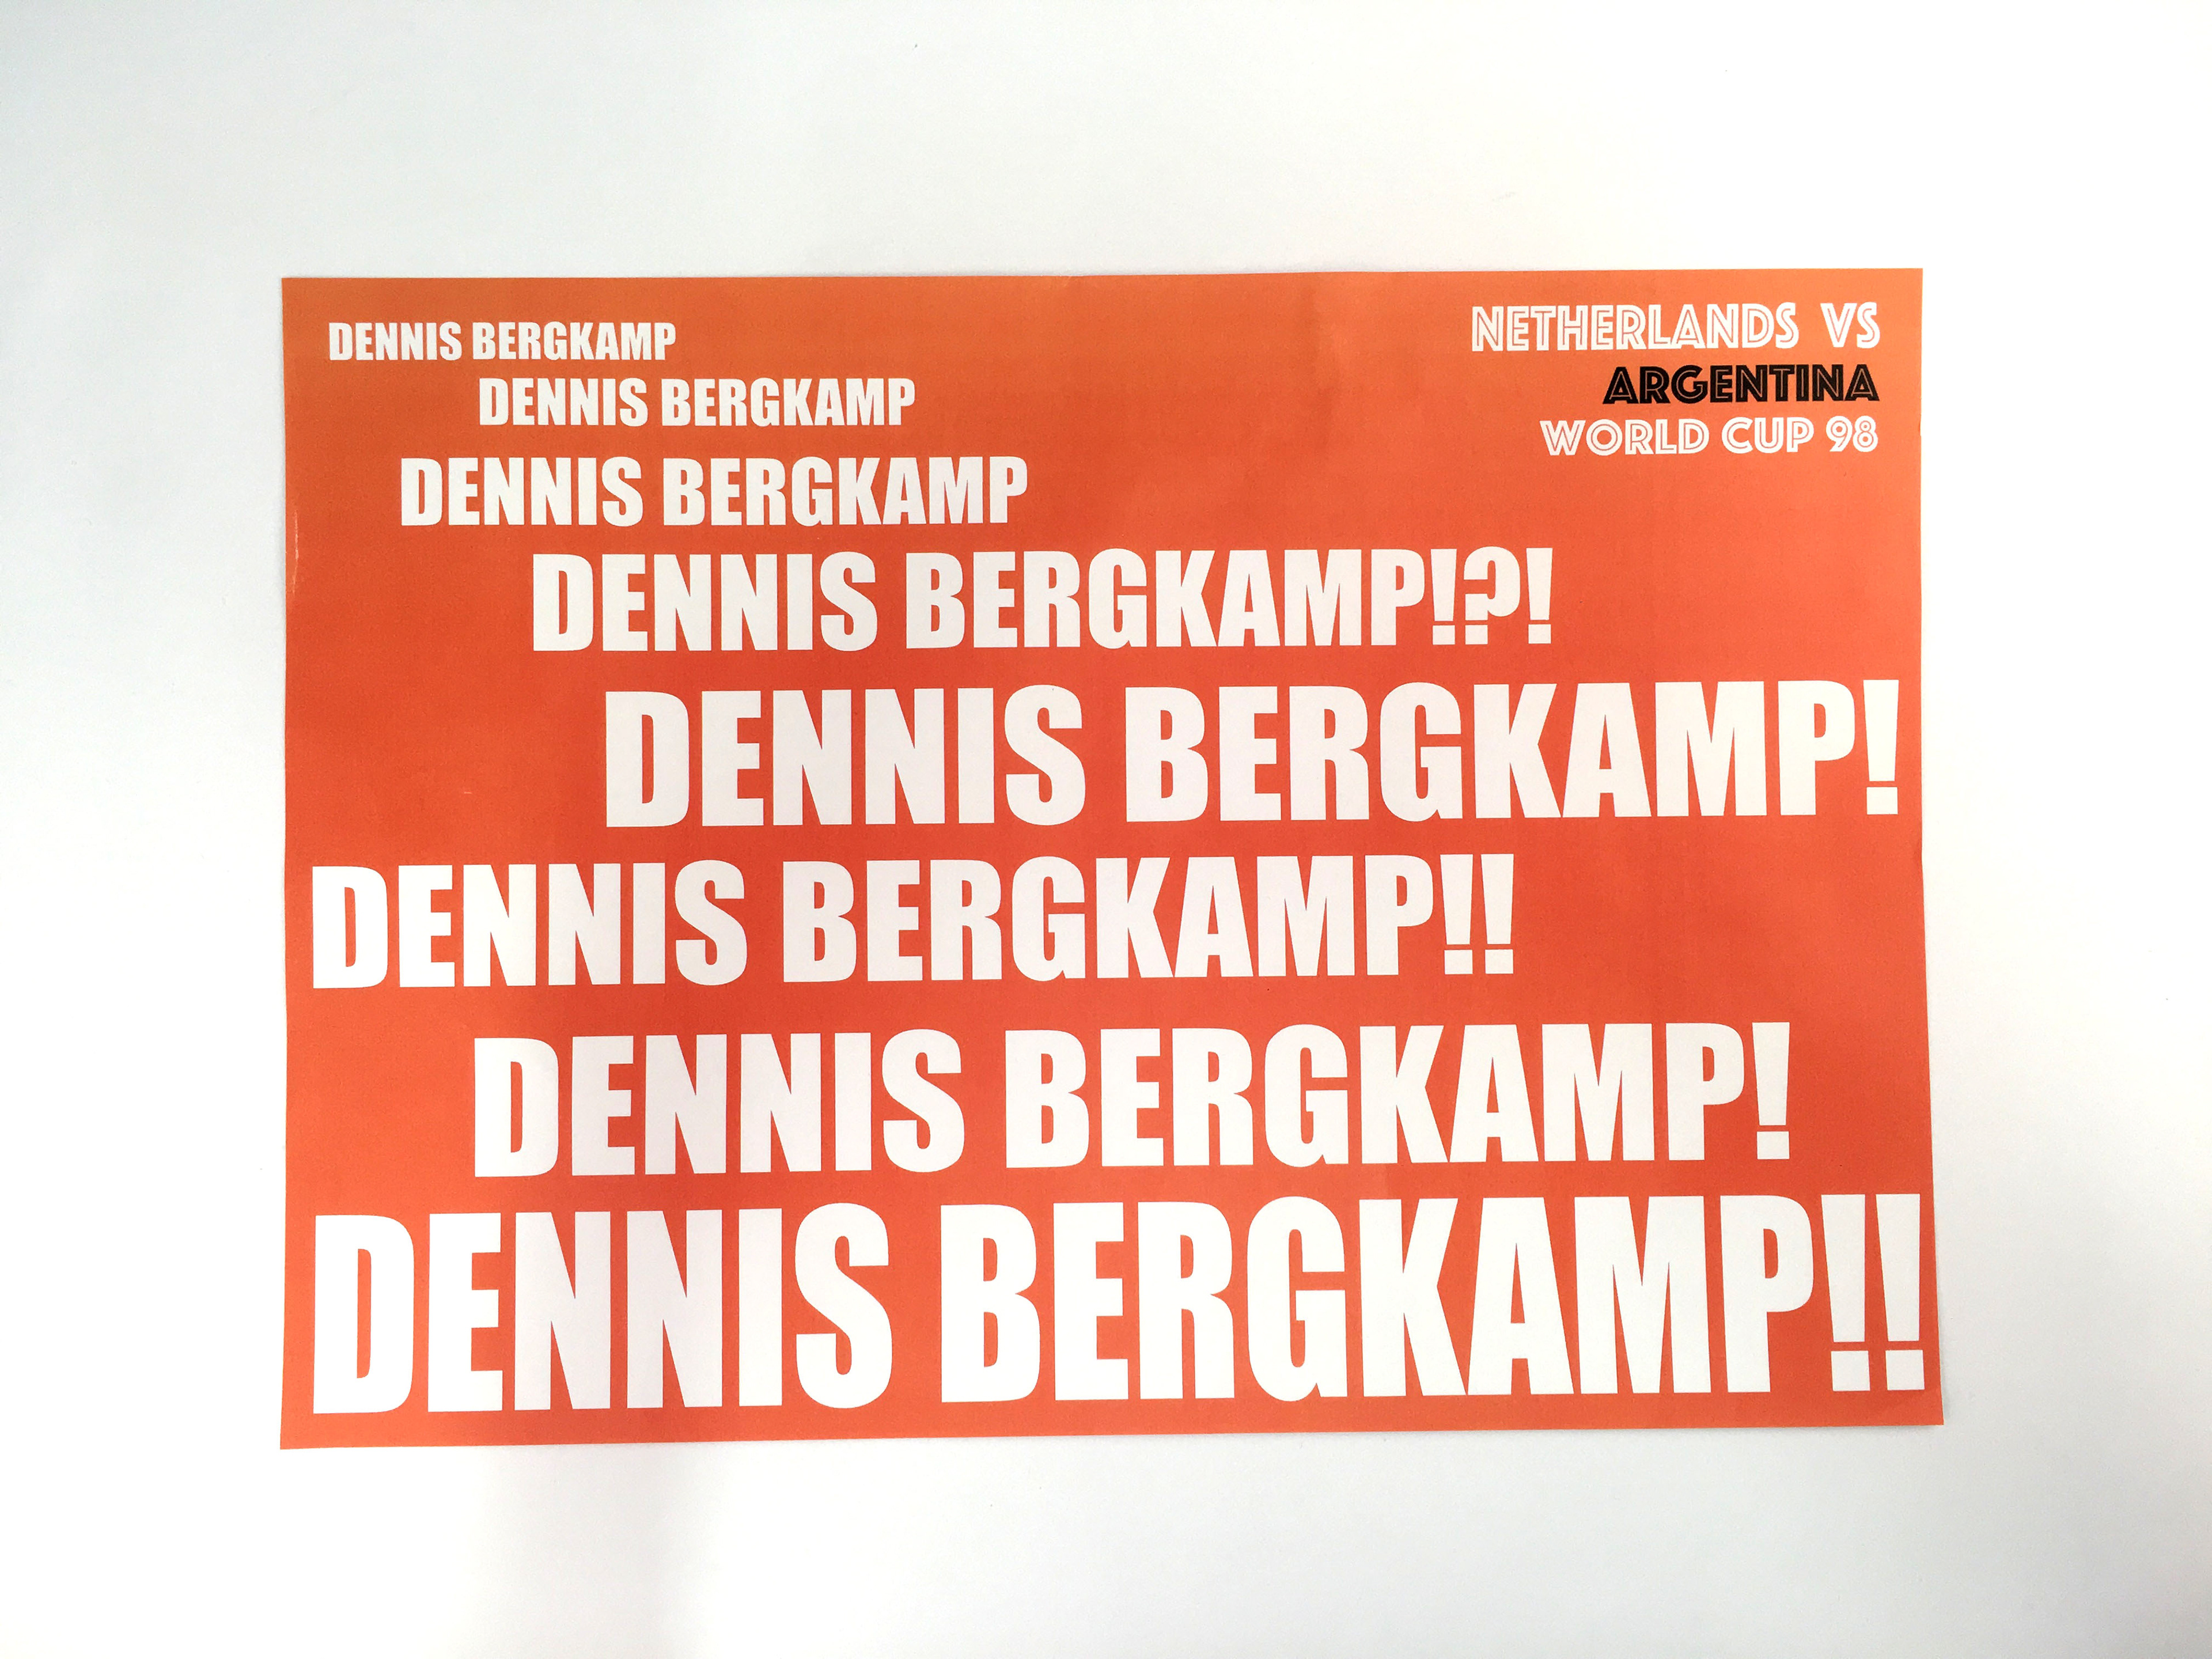 DENNIS BERGKAMP
DENNIS BERGKAMP
DENNIS BERGKAMP
DENNIS BERGKAMP!?!
DENNIS BERGKAMP!
DENNIS BERGKAMP!!
DENNIS BERGKAMP!
DENNIS BERGKAMP!!
NETHERLANDS VS
ARGENTINA
WORLD CUP 98